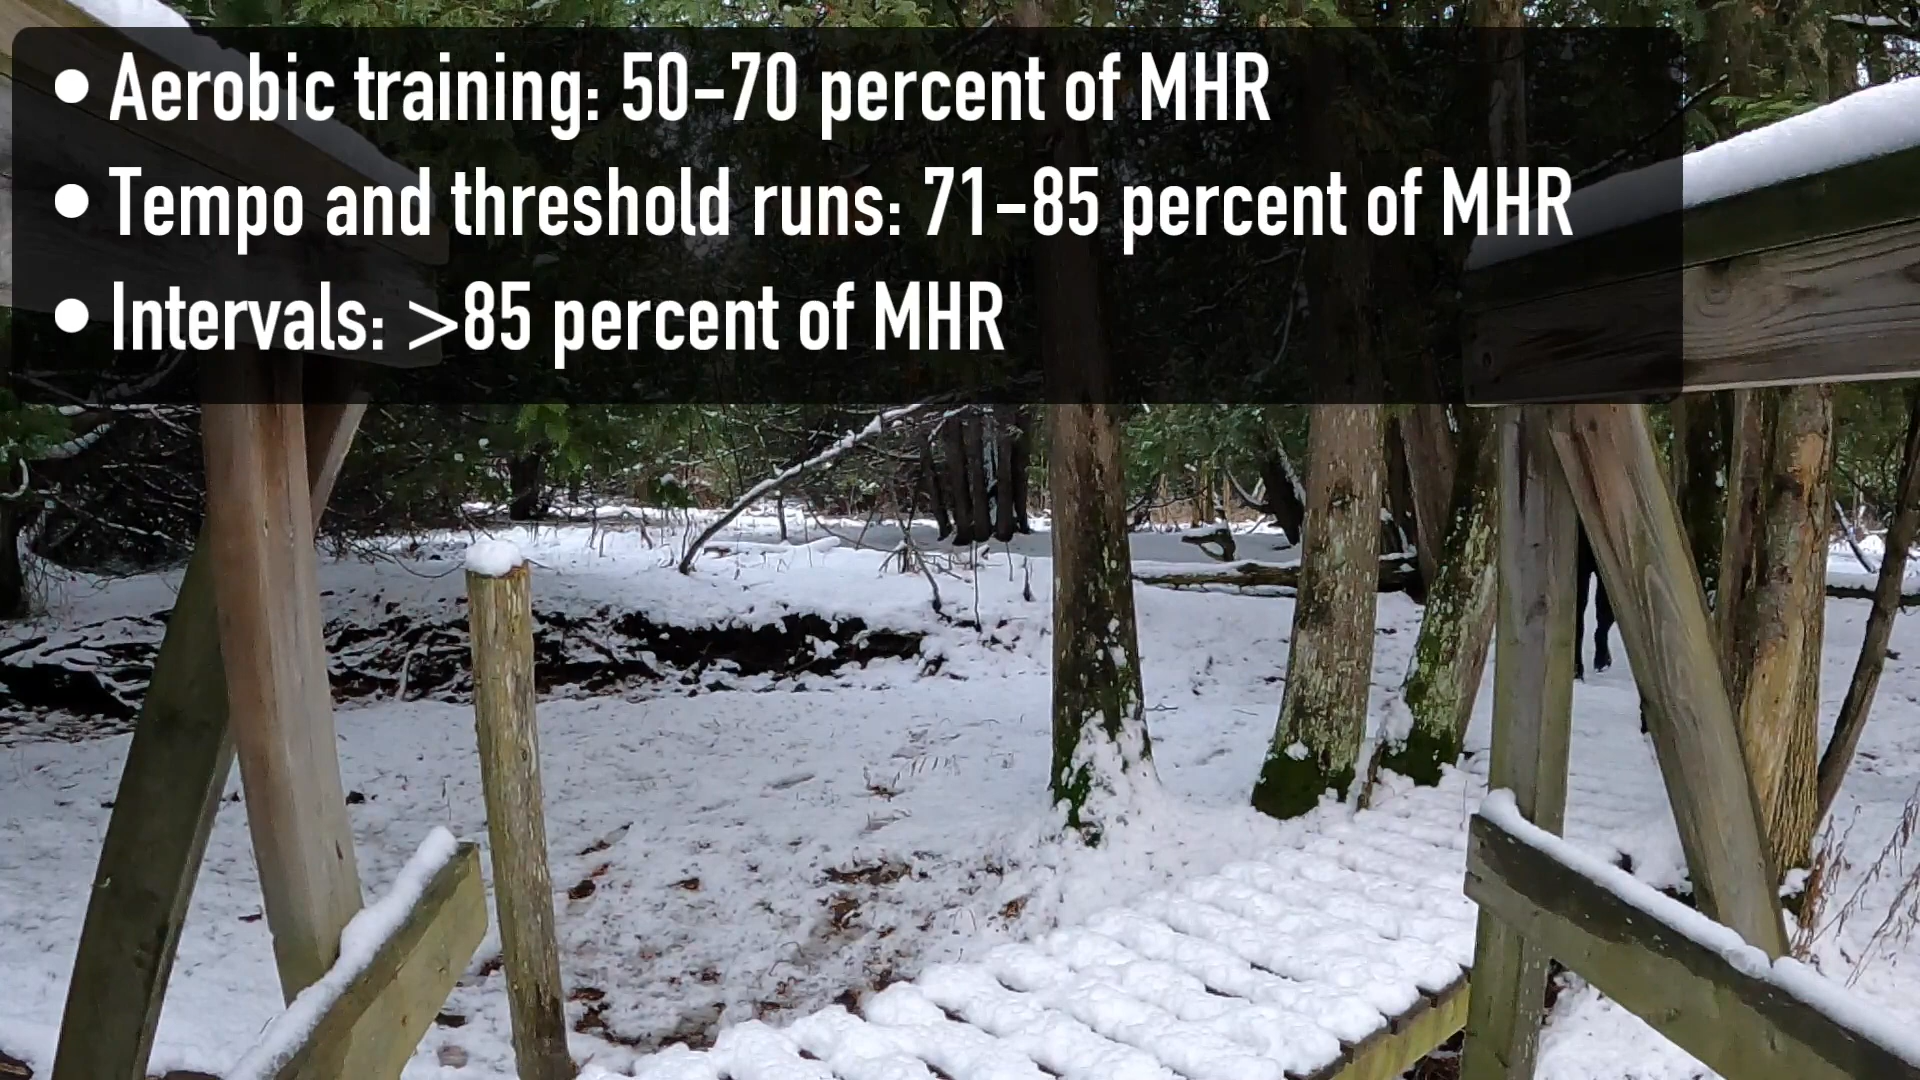 • Aerobic training: 50-70 percent of MHR
• Tempo and threshold runs: 71-85 percent of MHR
• Intervals: >85 percent of MHR